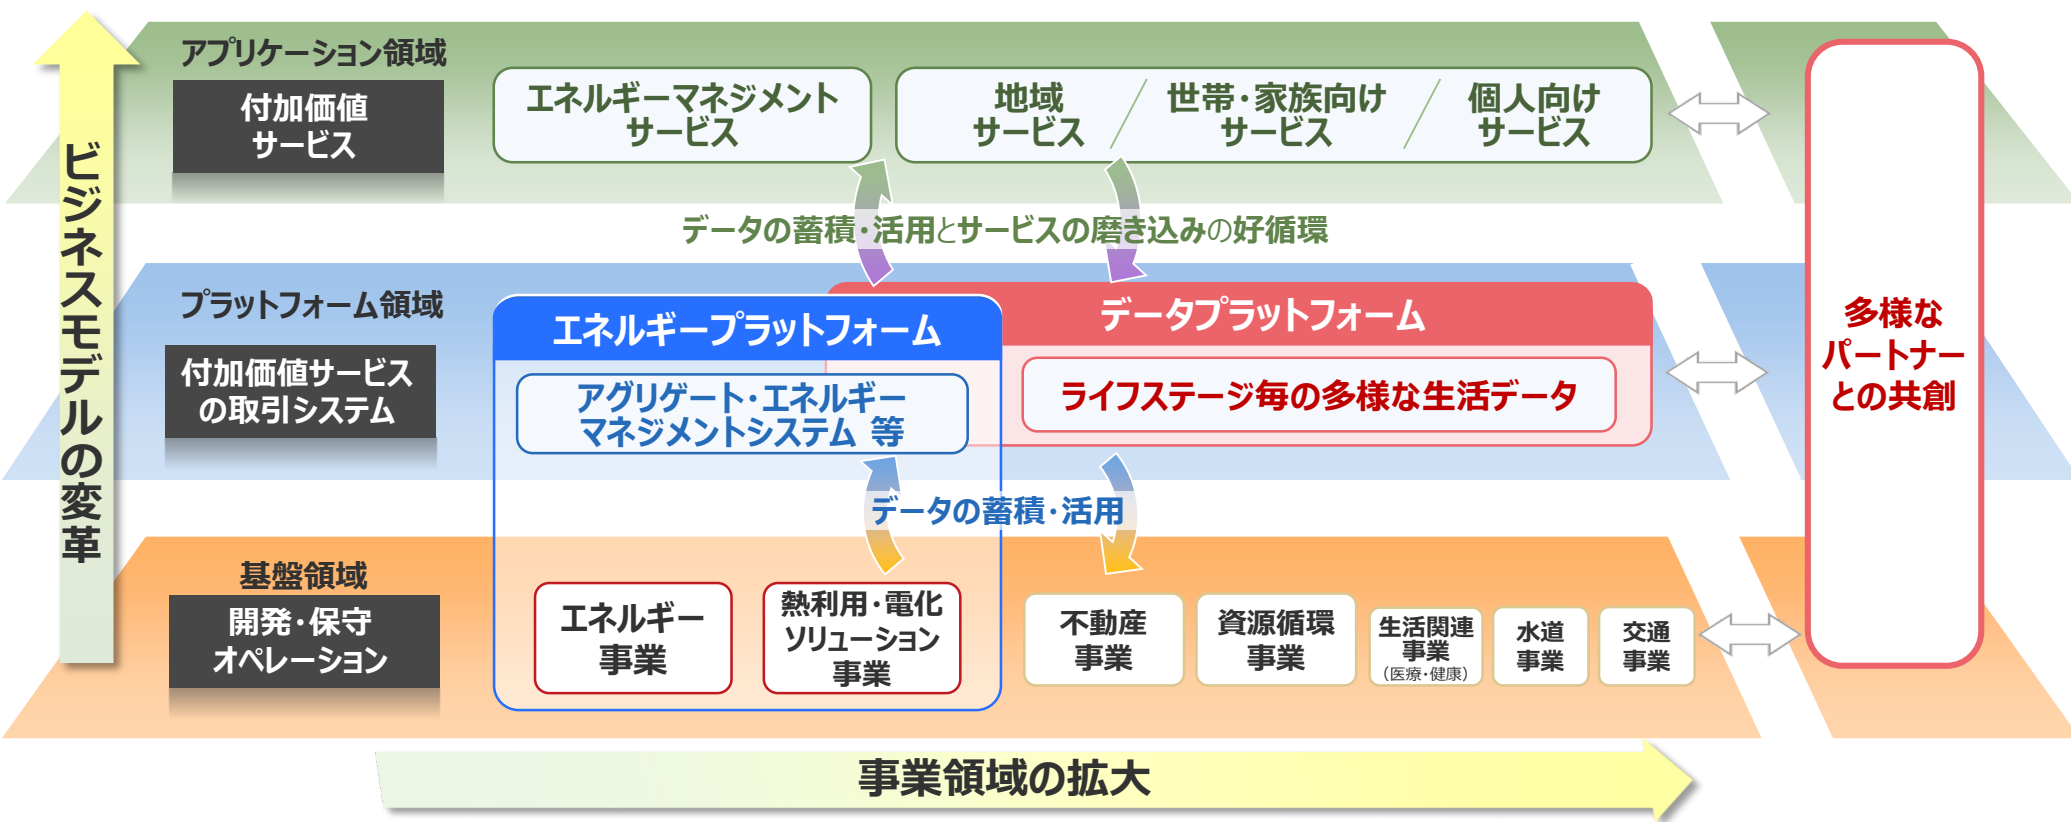 ビジネスモデルの変革
アプリケーション領域
付加価値
サービス
エネルギーマネジメント
サービス
地域
サービス
世帯・家族向け
サービス
個人向け
サービス
データの蓄積・活用とサービスの磨き込みの好循環
プラットフォーム領域
付加価値サービス
の取引システム
エネルギープラットフォーム
アグリゲート・エネルギー
マネジメントシステム 等
データプラットフォーム
ライフステージ毎の多様な生活データ
データの蓄積・活用
基盤領域
開発・保守
オペレーション
エネルギー
事業
熱利用・電化
ソリューション
事業
不動産
事業
資源循環
事業
生活関連
事業
（医療・健康）
水道
事業
交通
事業
多様な
パートナー
との共創
事業領域の拡大